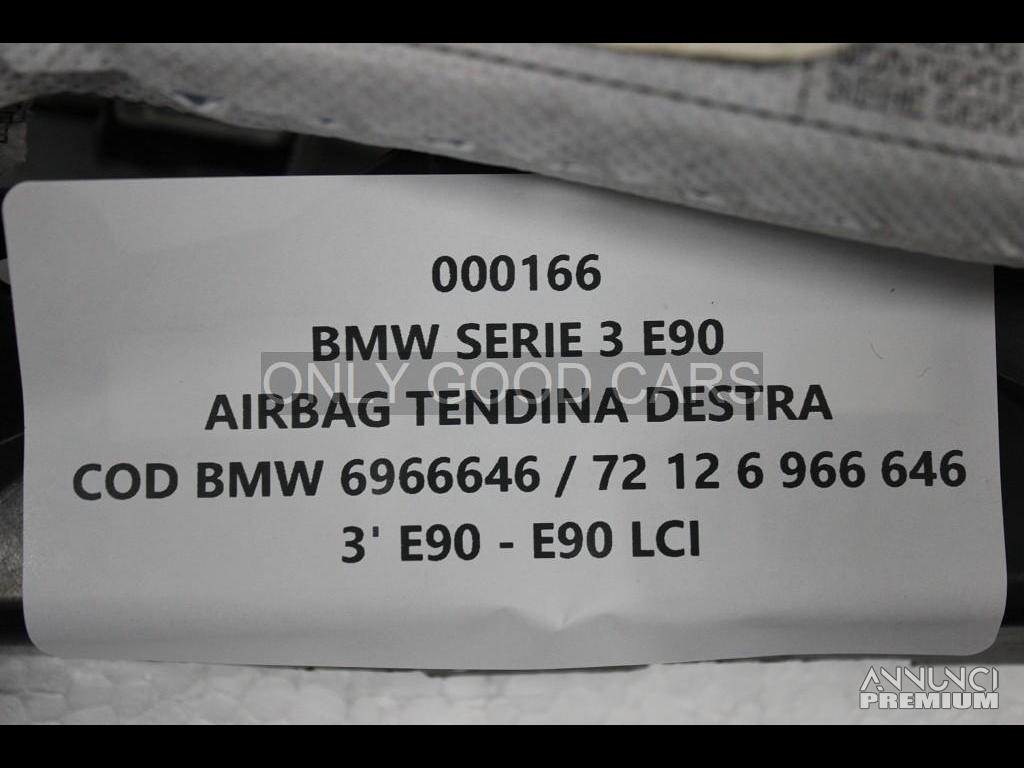 000166
BMW SERIE 3 E90
ONLY GOOD CARS
AIRBAG TENDINA DESTRA
COD BMW 6966646 / 72 12 6 966 646
3' E90 - E90 LCI
ANNUNCI
PREMIUM